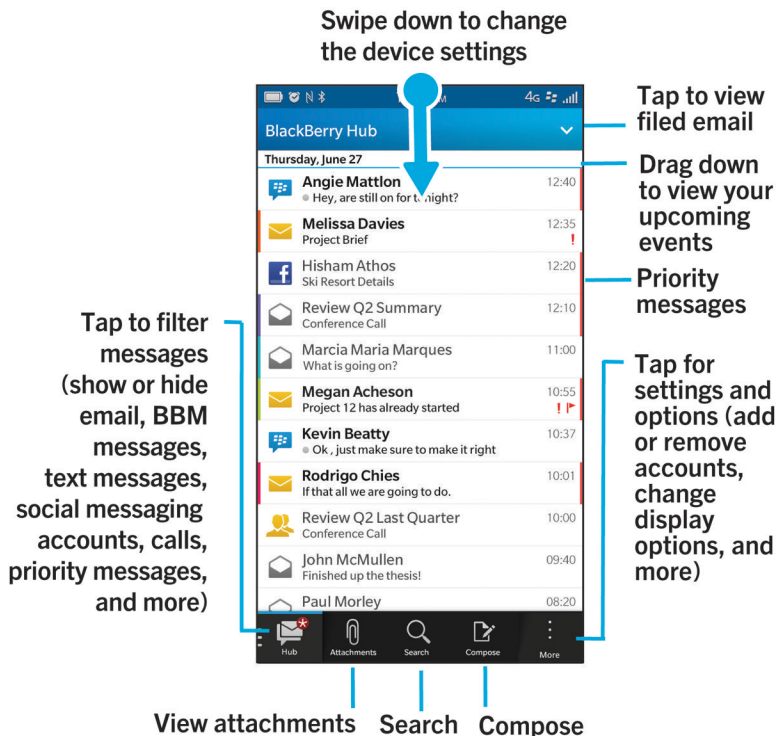 Swipe down to change
the device settings
4G
BlackBerry Hub
Thursday, June 27
Angie Mattlon 12:40
Hey, are still on for
Melissa Davies 12:35
Project Brief !
Hisham Athos 12:20
Ski Resort Details
Review Q2 Summary 12:10
Conference Call
Marcia Maria Marques 11:00
What is going on?
Megan Acheson 10:55
Project 12 has already started !
Kevin Beatty 10:37
Ok , just make sure to make it right
Rodrigo Chies 10:01
If that all we are going to do.
Review Q2 Last Quarter 10:00
Conference Call
John McMullen 09:40
Finished up the thesis!
Paul Morley 08:20
Hub
Attachments
Search
Compose
More
Tap to view
filed email
Drag down
to view your
upcoming
events
Priority
messages
Tap for
settings and
options (add
or remove
accounts,
change
display
options, and
more)
Tap to filter
messages
(show or hide
email, BBM
messages,
text messages,
social messaging
accounts, calls,
priority messages,
and more)
View attachments
Search
Compose